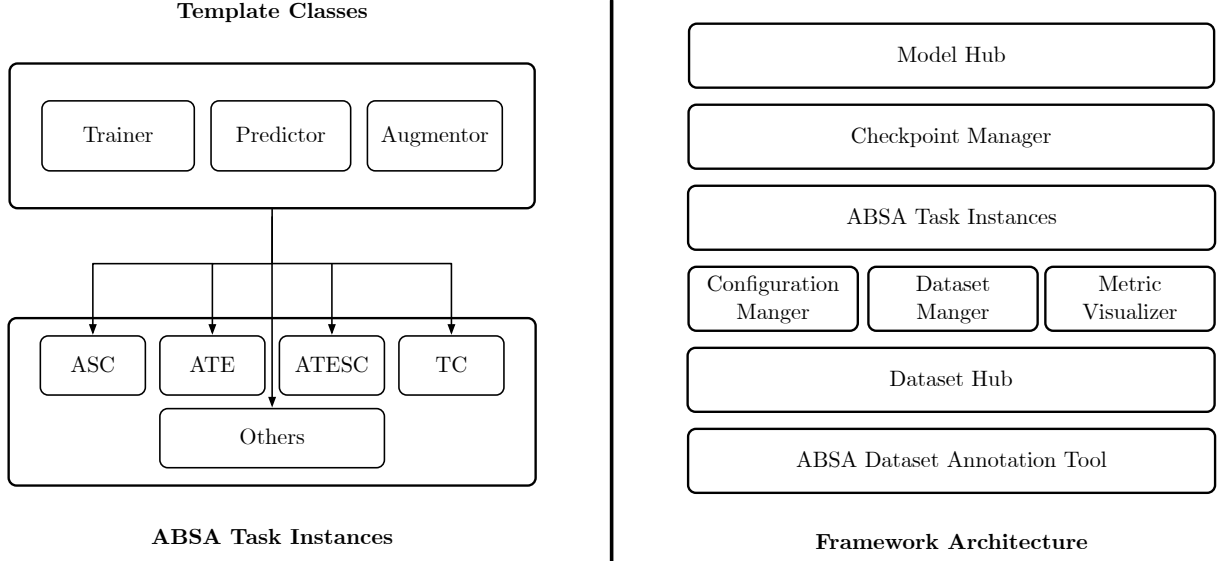 Template Classes
Trainer
Predictor
Augmentor
ASC
ATE
ATESC
TC
Others
ABSA Task Instances
Model Hub
Checkpoint Manager
ABSA Task Instances
Configuration
Manger
Dataset
Manger
Metric
Visualizer
Dataset Hub
ABSA Dataset Annotation Tool
Framework Architecture